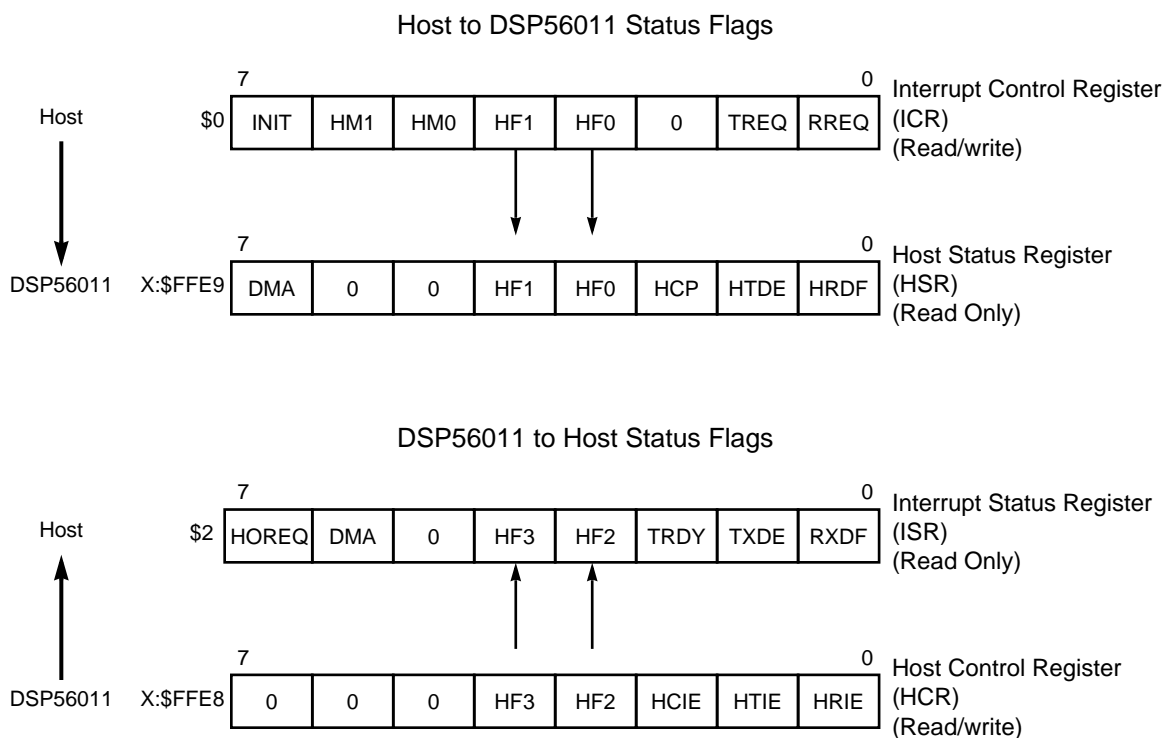 Host to DSP56011 Status Flags
7 0
Host $0 INIT HM1 HM0 HF1 HF0 0 TREQ RREQ
Interrupt Control Register
(ICR)
(Read/write)
7 0
DSP56011 X:$FFE9 DMA 0 0 HF1 HF0 HCP HTDE HRDF
Host Status Register
(HSR)
(Read Only)
DSP56011 to Host Status Flags
7 0
Host $2 HOREQ DMA 0 HF3 HF2 TRDY TXDE RXDF
Interrupt Status Register
(ISR)
(Read Only)
7 0
DSP56011 X:$FFE8 0 0 0 HF3 HF2 HCIE HTIE HRIE
Host Control Register
(HCR)
(Read/write)